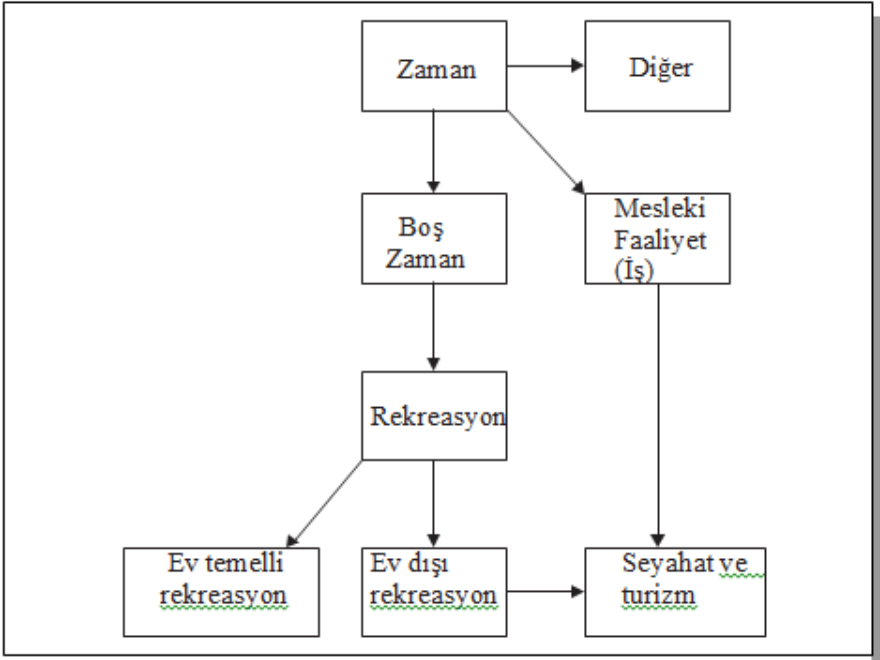 Zaman
Diğer
Boş
Zaman
Mesleki
Faaliyet
(İş)
Rekreasyon
Ev temelli
rekreasyon
Ev dışı
rekreasyon
Seyahat ve
turizm